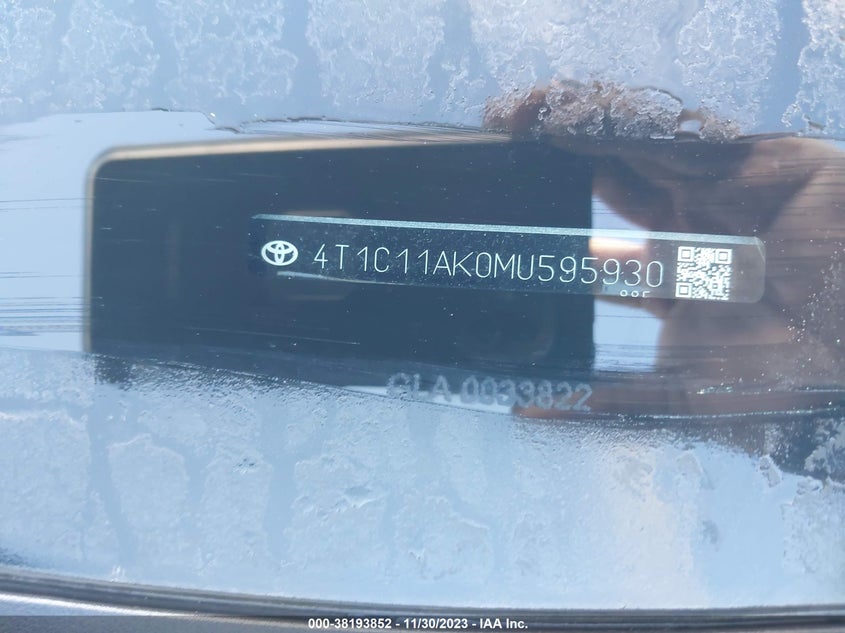 4T1C11AK0MU595930
GLA 0033822
000-38193852 - 11/30/2023 - IAA Inc.